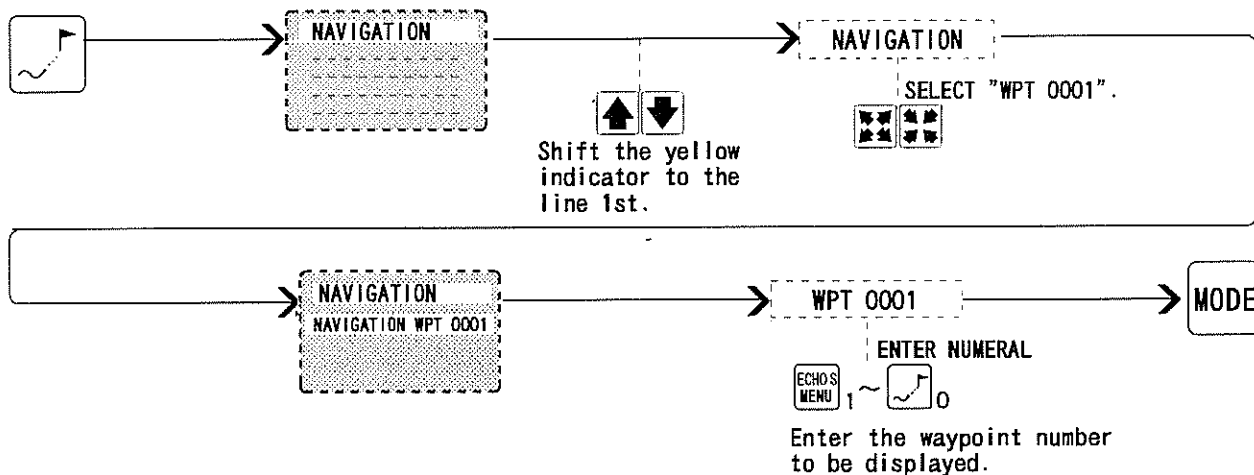 NAVIGATION
NAVIGATION
SELECT "WPT 0001".
Shift the yellow
indicator to the
line 1st.
NAVIGATION
NAVIGATION WPT 0001
WPT 0001
MODE
ENTER NUMERAL
ECHOS
MENU 1 ~ 0
Enter the waypoint number
to be displayed.